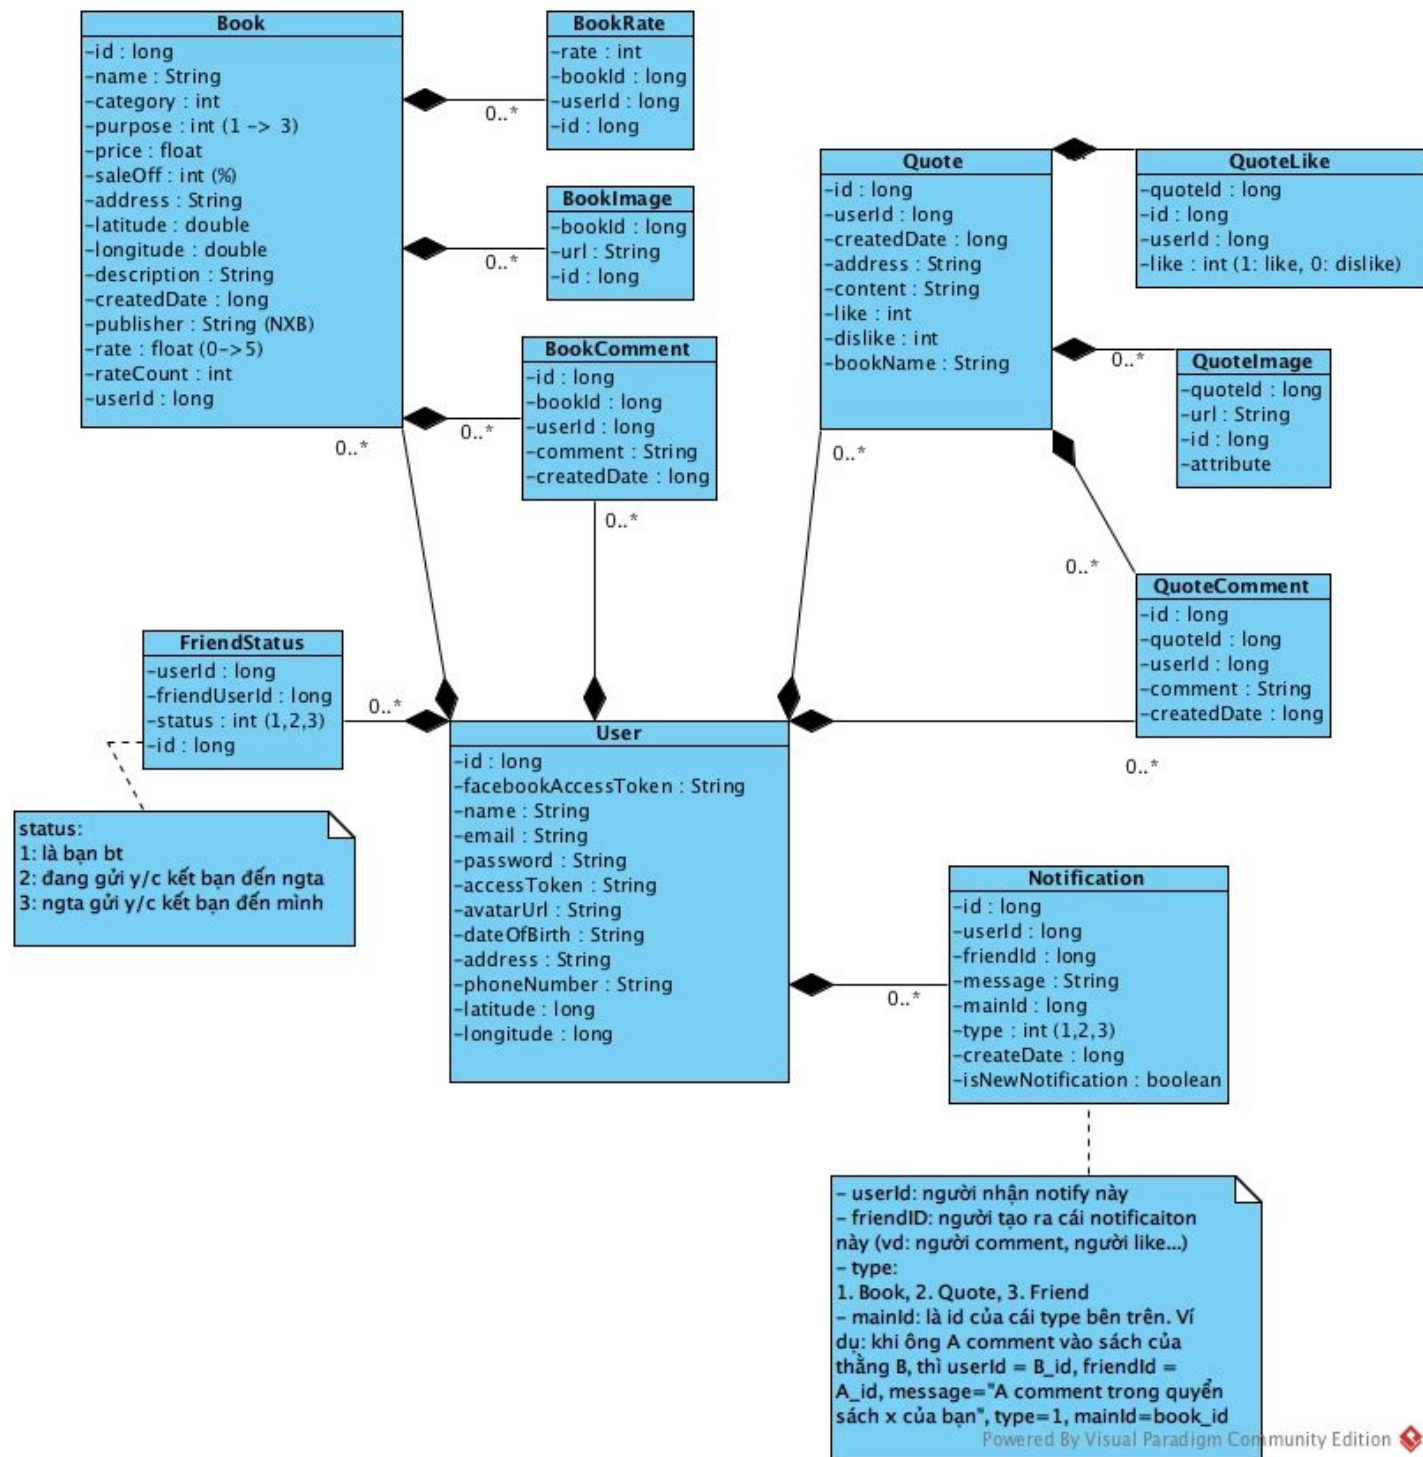 Book
-id : long
-name : String
-category : int
-purpose : int (1 -> 3)
-price : float
-saleOff : int (%)
-address : String
-latitude : double
-longitude : double
-description : String
-createdDate : long
-publisher : String (NXB)
-rate : float (0->5)
-rateCount : int
-userId : long
0..*
BookRate
-rate : int
-bookId : long
-userId : long
-id : long
0..*
BookImage
-bookId : long
-url : String
-id : long
0..*
BookComment
-id : long
-bookId : long
-userId : long
-comment : String
-createdDate : long
0..*
0..*
Quote
-id : long
-userId : long
-createdDate : long
-address : String
-content : String
-like : int
-dislike : int
-bookName : String
0..*
QuoteLike
-quoteId : long
-id : long
-userId : long
-like : int (1: like, 0: dislike)
QuoteImage
-quoteId : long
-url : String
-id : long
-attribute
0..*
0..*
QuoteComment
-id : long
-quoteId : long
-userId : long
-comment : String
-createdDate : long
0..*
FriendStatus
-userId : long
-friendUserId : long
-status : int (1,2,3)
-id : long
0..*
status:
1: là bạn bt
2: đang gửi y/c kết bạn đến ngta
3: ngta gửi y/c kết bạn đến mình
User
-id : long
-facebookAccessToken : String
-name : String
-email : String
-password : String
-accessToken : String
-avatarUrl : String
-dateOfBirth : String
-address : String
-phoneNumber : String
-latitude : long
-longitude : long
0..*
Notification
-id : long
-userId : long
-friendId : long
-message : String
-mainId : long
-type : int (1,2,3)
-createDate : long
-isNewNotification : boolean
- userId: người nhận notify này
- friendID: người tạo ra cái notificaiton
này (vd: người comment, người like...)
- type:
1. Book, 2. Quote, 3. Friend
- mainId: là id của cái type bên trên. Ví
dụ: khi ông A comment vào sách của
thằng B, thì userId = B_id, friendId =
A_id, message="A comment trong quyển
sách x của bạn", type=1, mainId=book_id
Powered By Visual Paradigm Community Edition